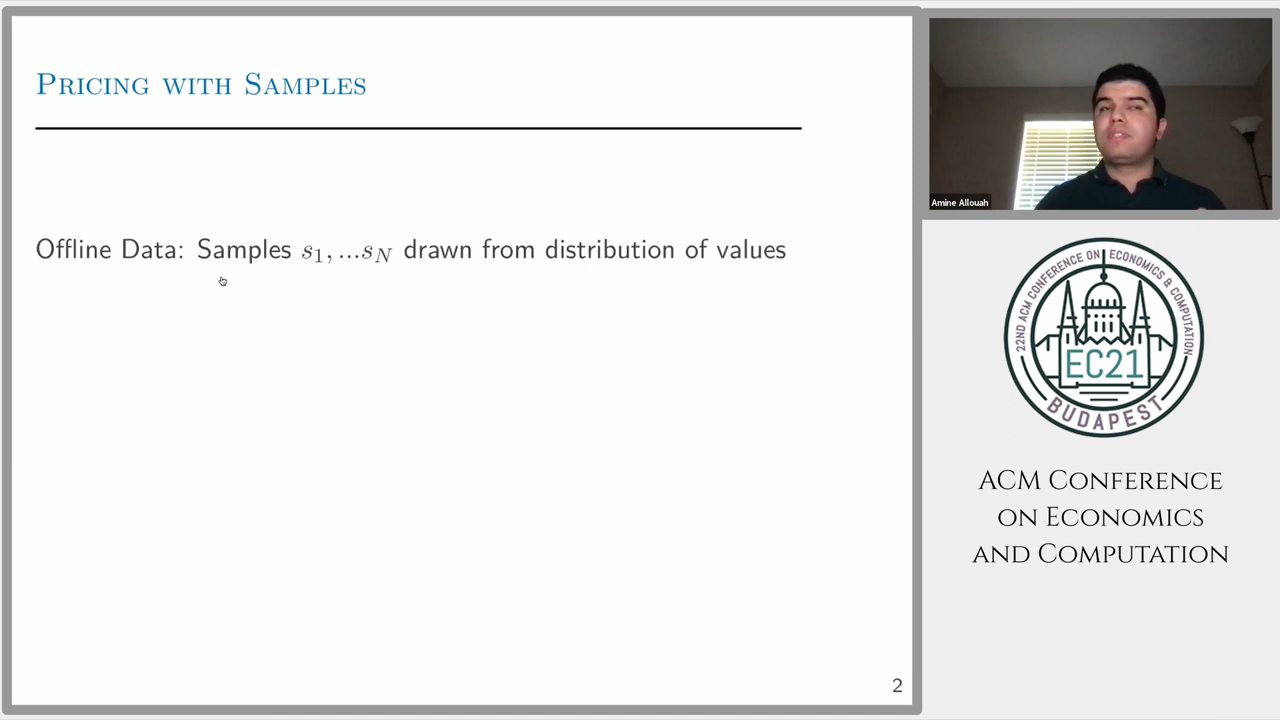 PRICING WITH SAMPLES
Offline Data: Samples s₁, ...s_N drawn from distribution of values
2
Amine Allouah
22ND ACM CONFERENCE ON ECONOMICS & COMPUTATION
EC21
BUDAPEST
ACM CONFERENCE
ON ECONOMICS
AND COMPUTATION